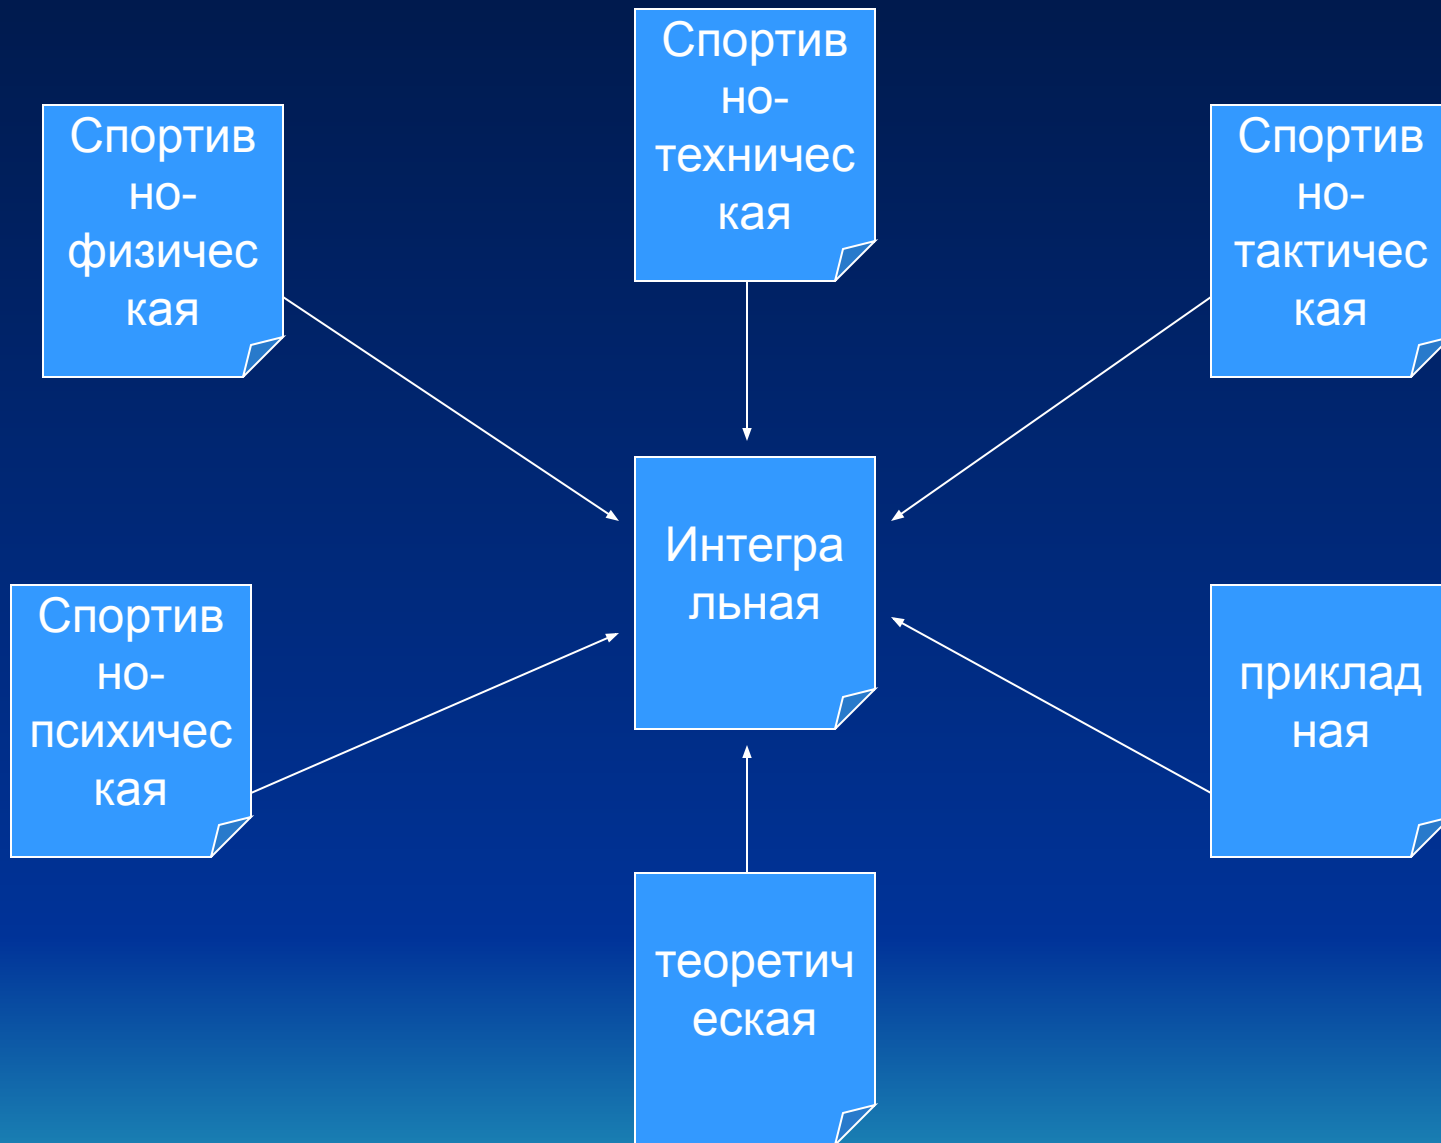 Спортив
но-
техничес
кая
Спортив
но-
физичес
кая
Спортив
но-
тактичес
кая
Интегра
льная
Спортив
но-
психичес
кая
приклад
ная
теоретич
еская